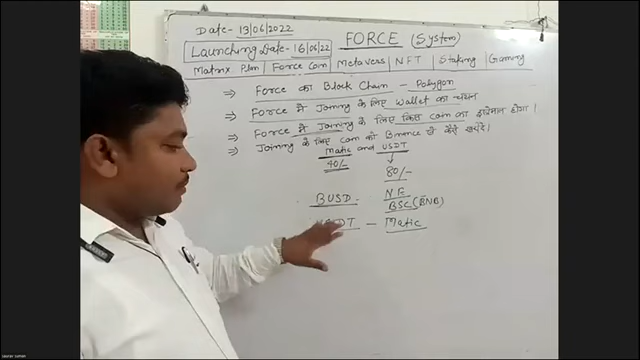 Date- 13/06/2022
Launching Date- 16/06/22
FORCE (System)
Matrix Plan | Force Coin | Metavers | NFT | Staking | Gaming
⇒ Force का Block Chain - Polygon
⇒ Force मे Joining के लिए Wallet का चयन
⇒ Force मे Joining के लिए किस Coin का इस्तेमाल होगा।
⇒ Joining के लिए Coin को Binance से कैसे खरीदे।
Matic and USDT
40/- 80/-
BUSD - NE
BSC(BNB)
USDT - Matic